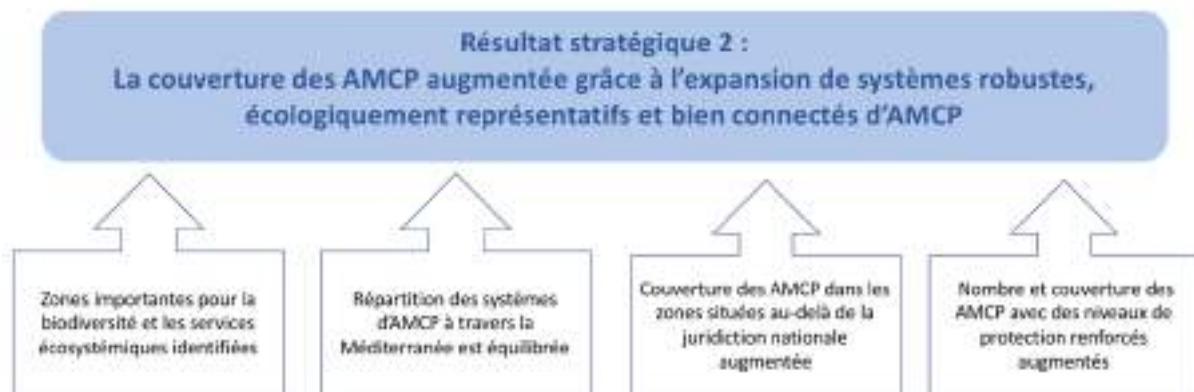 Résultat stratégique 2 :
La couverture des AMCP augmentée grâce à l'expansion de systèmes robustes,
écologiquement représentatifs et bien connectés d'AMCP
Zones importantes pour la
biodiversité et les services
écosystémiques identifiées
Répartition des systèmes
d'AMCP à travers la
Méditerranée est équilibrée
Couverture des AMCP dans les
zones situées au-delà de la
juridiction nationale
augmentée
Nombre et couverture des
AMCP avec des niveaux de
protection renforcés
augmentés